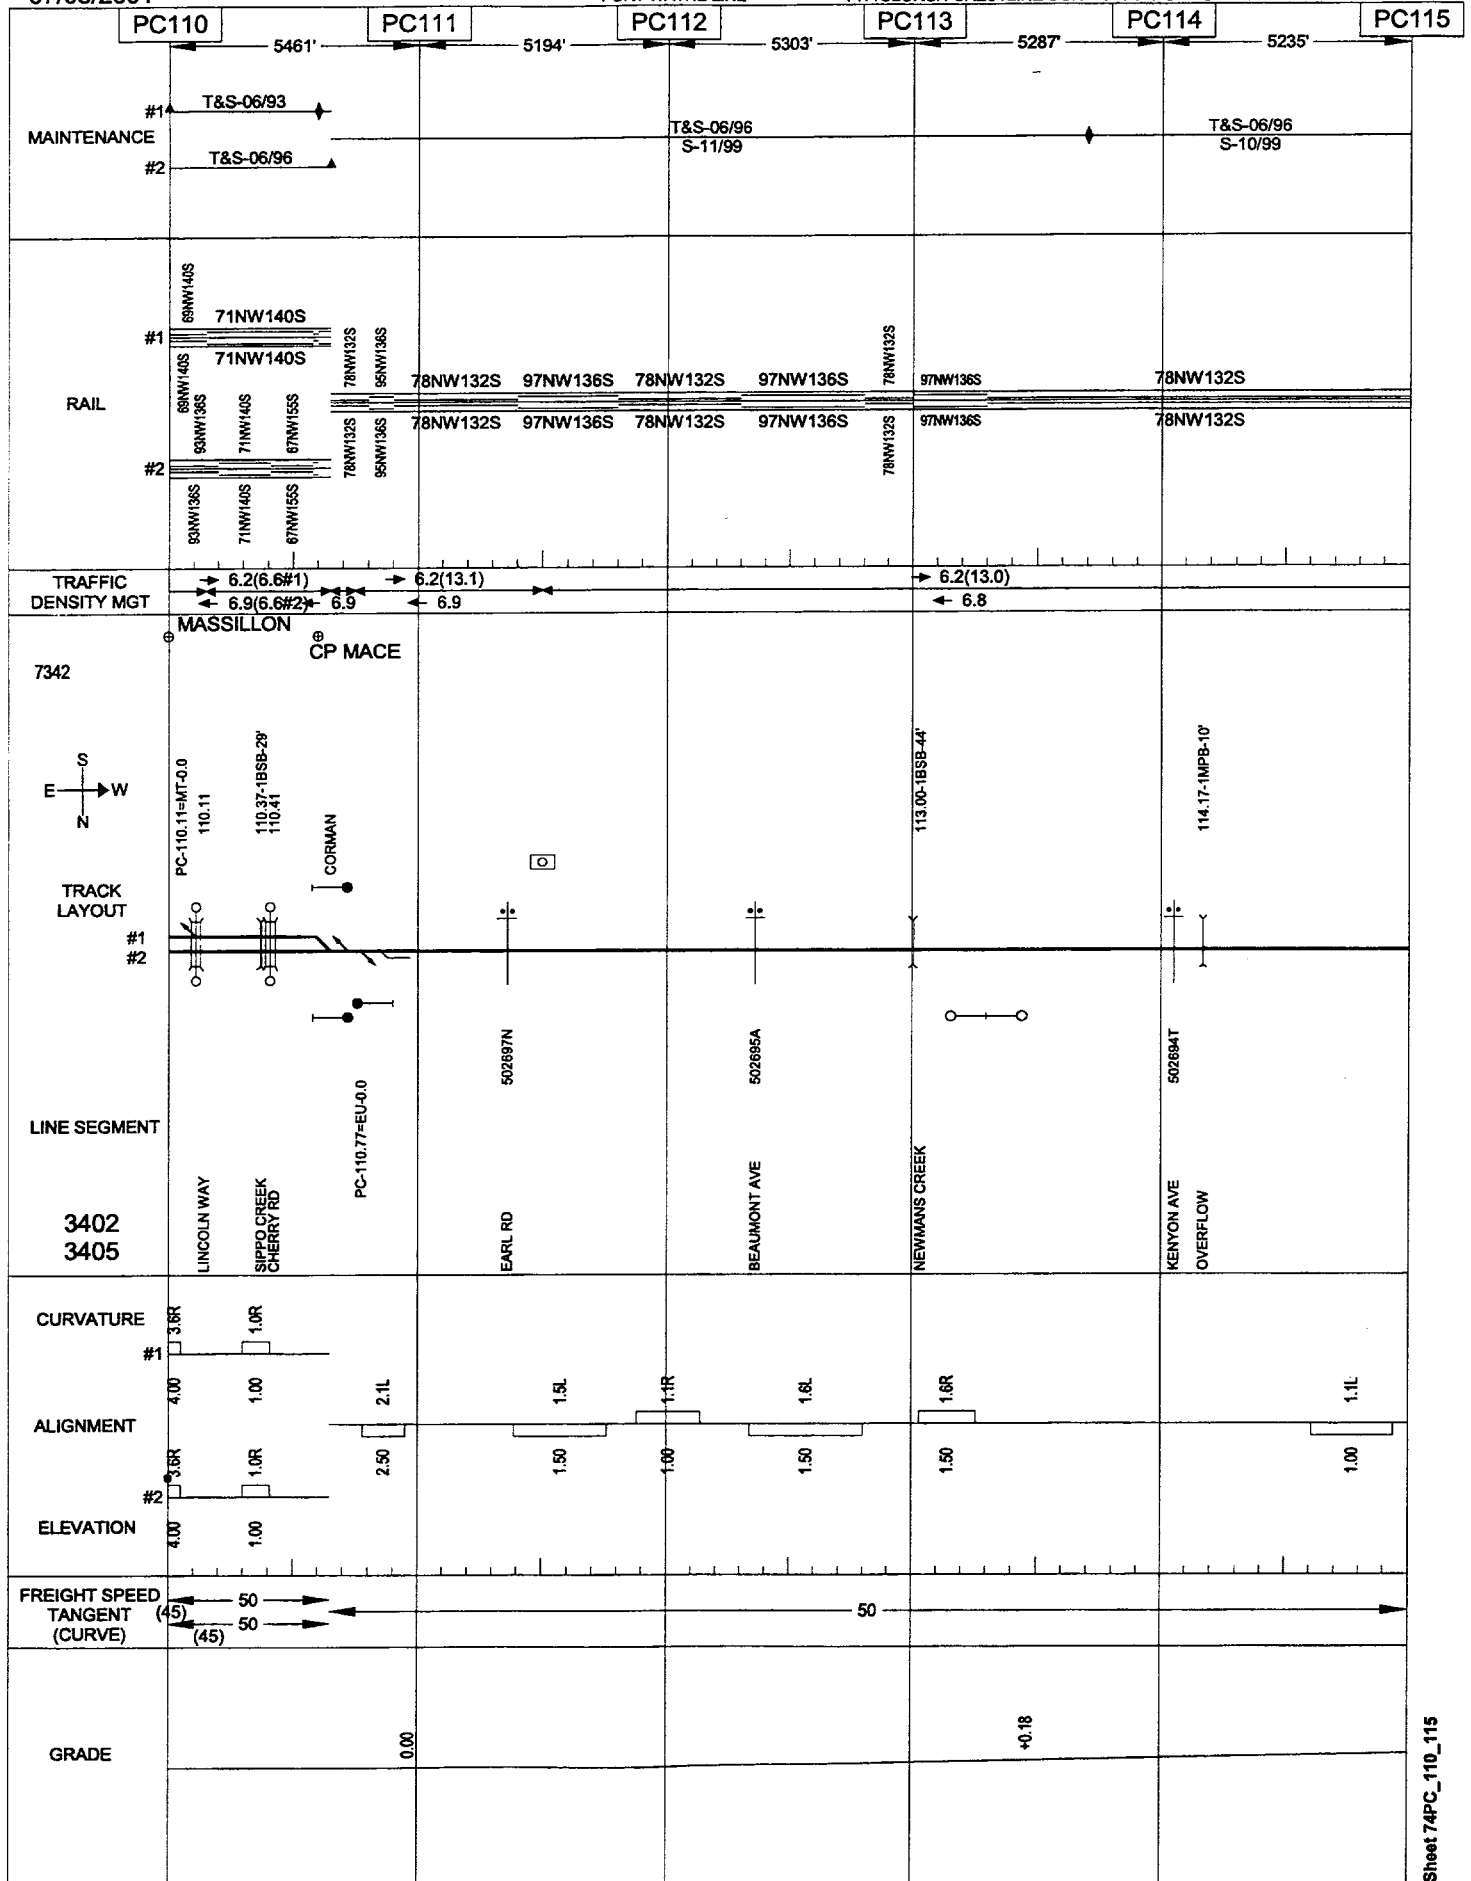 PC110 PC111 PC112 PC113 PC114 PC115
5461' 5194' 5303' 5287' 5235'
#1 T&S-06/93
MAINTENANCE
T&S-06/96 T&S-06/96
S-11/99 S-10/99
#2 T&S-06/96
69NW140S
#1 71NW140S
71NW140S
69NW140S
78NW132S 95NW136S 78NW132S
78NW132S 97NW136S 78NW132S 97NW136S 97NW136S 78NW132S
RAIL
78NW132S 97NW136S 78NW132S 97NW136S 97NW136S 78NW132S
78NW132S 95NW136S 78NW132S
93NW136S 71NW140S 67NW155S
#2
93NW136S 71NW140S 67NW155S
TRAFFIC
DENSITY MGT
6.2(6.6#1) 6.2(13.1) 6.2(13.0)
6.9(6.6#2) 6.9 6.9 6.8
MASSILLON
CP MACE
7342
S
E W
N
PC-110.11=MT-0.0
110.11
110.37-1BSB-29'
110.41
CORMAN
113.00-1BSB-44'
114.17-1MPB-10'
TRACK
LAYOUT
#1
#2
502697N
502695A
502694T
PC-110.77=EU-0.0
LINE SEGMENT
3402
3405
LINCOLN WAY
SIPPO CREEK
CHERRY RD
EARL RD
BEAUMONT AVE
NEWMANS CREEK
KENYON AVE
OVERFLOW
CURVATURE
3.6R 1.0R
#1
4.00 1.00 2.1L 1.5L 1.1R 1.6L 1.6R 1.1L
ALIGNMENT
3.6R 1.0R 2.50 1.50 1.00 1.50 1.50 1.00
#2
ELEVATION
4.00 1.00
FREIGHT SPEED
TANGENT
(CURVE)
50
(45)
50
(45)
50
GRADE
0.00 +0.18
Sheet 74PC_110_115